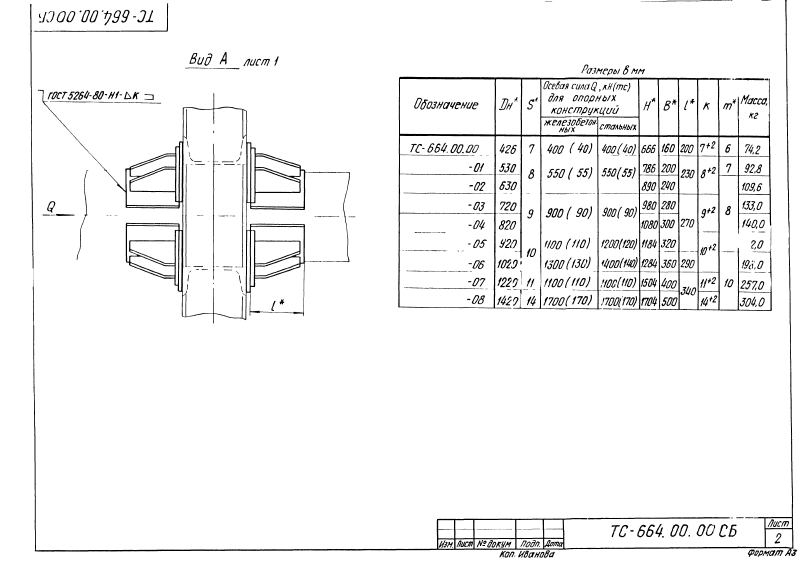 ТС-664.00.00 СБ
Вид А лист 1
ГОСТ 5264-80-Н1-⊿К ⊐
Q
l*
Размеры в мм
Обозначение Dн* S* Осевая сила Q, кН(тс) для опорных конструкций H* B* l* K m* Масса, кг
железобетонных стальных
ТС-664.00.00 426 7 400 (40) 400 (40) 666 160 200 7+2 6 74,2
-01 530 8 550 (55) 550 (55) 786 200 230 8+2 7 92,8
-02 630 890 240 109,6
-03 720 9 900 (90) 900 (90) 980 280 270 9+2 8 133,0
-04 820 1080 300 140,0
-05 920 10 1100 (110) 1200 (120) 1184 320 10+2 2,0
-06 1020 1300 (130) 1400 (140) 1284 360 290 198,0
-07 1220 11 1100 (110) 1100 (110) 1504 400 340 11+2 10 257,0
-08 1420 14 1700 (170) 1700 (170) 1704 500 14+2 304,0
ТС-664.00.00 СБ
Лист
2
Изм. Лист № докум. Подп. Дата
Коп. Иванова
Формат А3